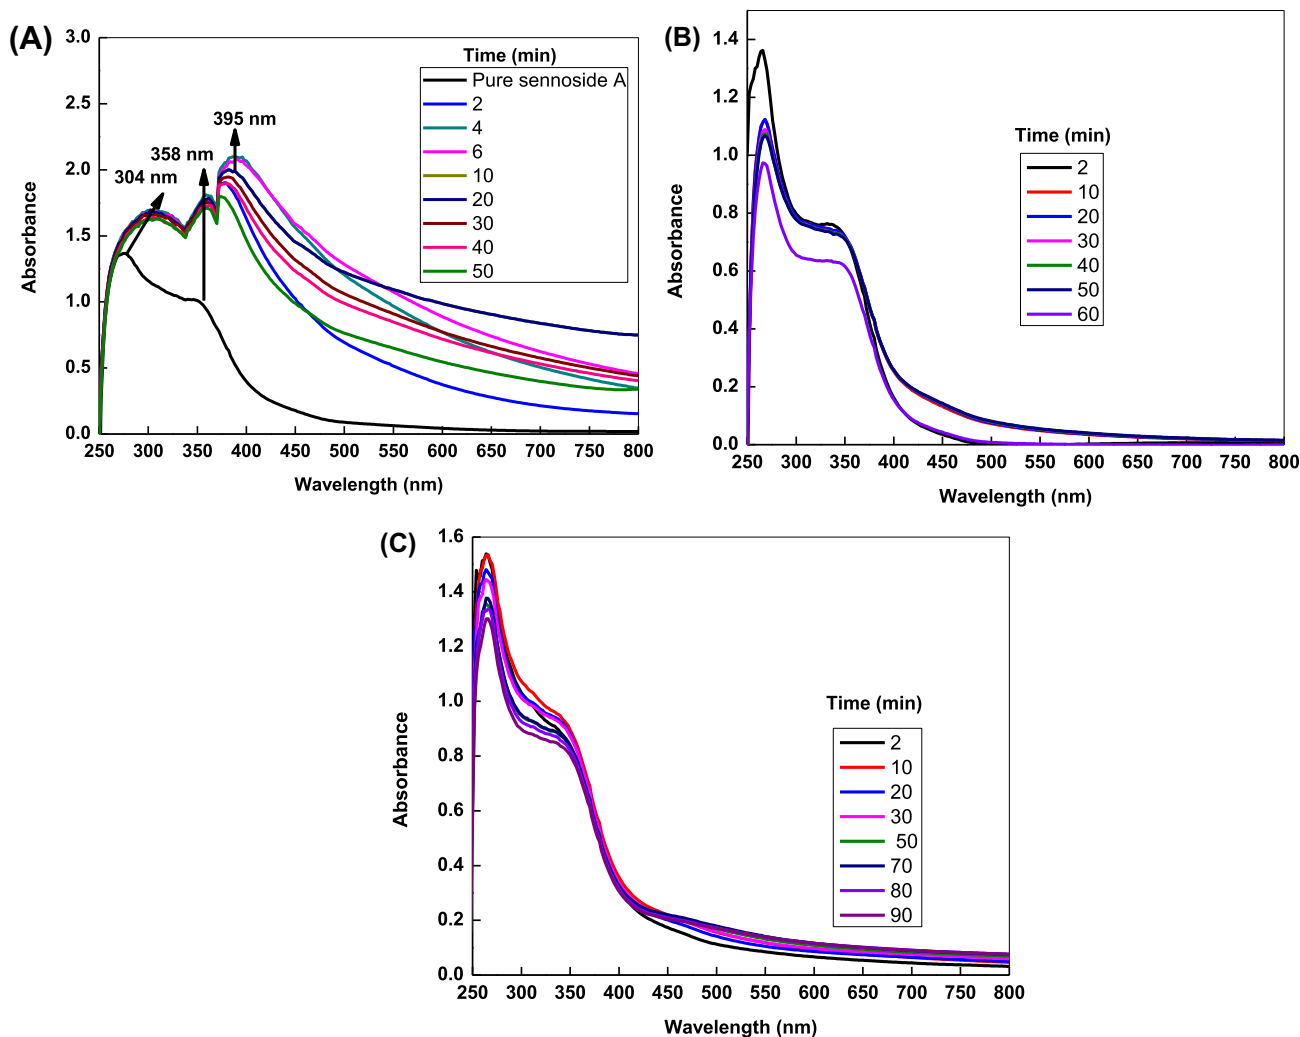 (A)
Time (min)
Pure sennoside A
2
4
6
10
20
30
40
50
395 nm
358 nm
304 nm
3.0
2.5
2.0
1.5
1.0
0.5
0.0
Absorbance
250 300 350 400 450 500 550 600 650 700 750 800
Wavelength (nm)
(B)
Time (min)
2
10
20
30
40
50
60
1.4
1.2
1.0
0.8
0.6
0.4
0.2
0.0
Absorbance
250 300 350 400 450 500 550 600 650 700 750 800
Wavelength (nm)
(C)
Time (min)
2
10
20
30
50
70
80
90
1.6
1.4
1.2
1.0
0.8
0.6
0.4
0.2
0.0
Absorbance
250 300 350 400 450 500 550 600 650 700 750 800
Wavelength (nm)